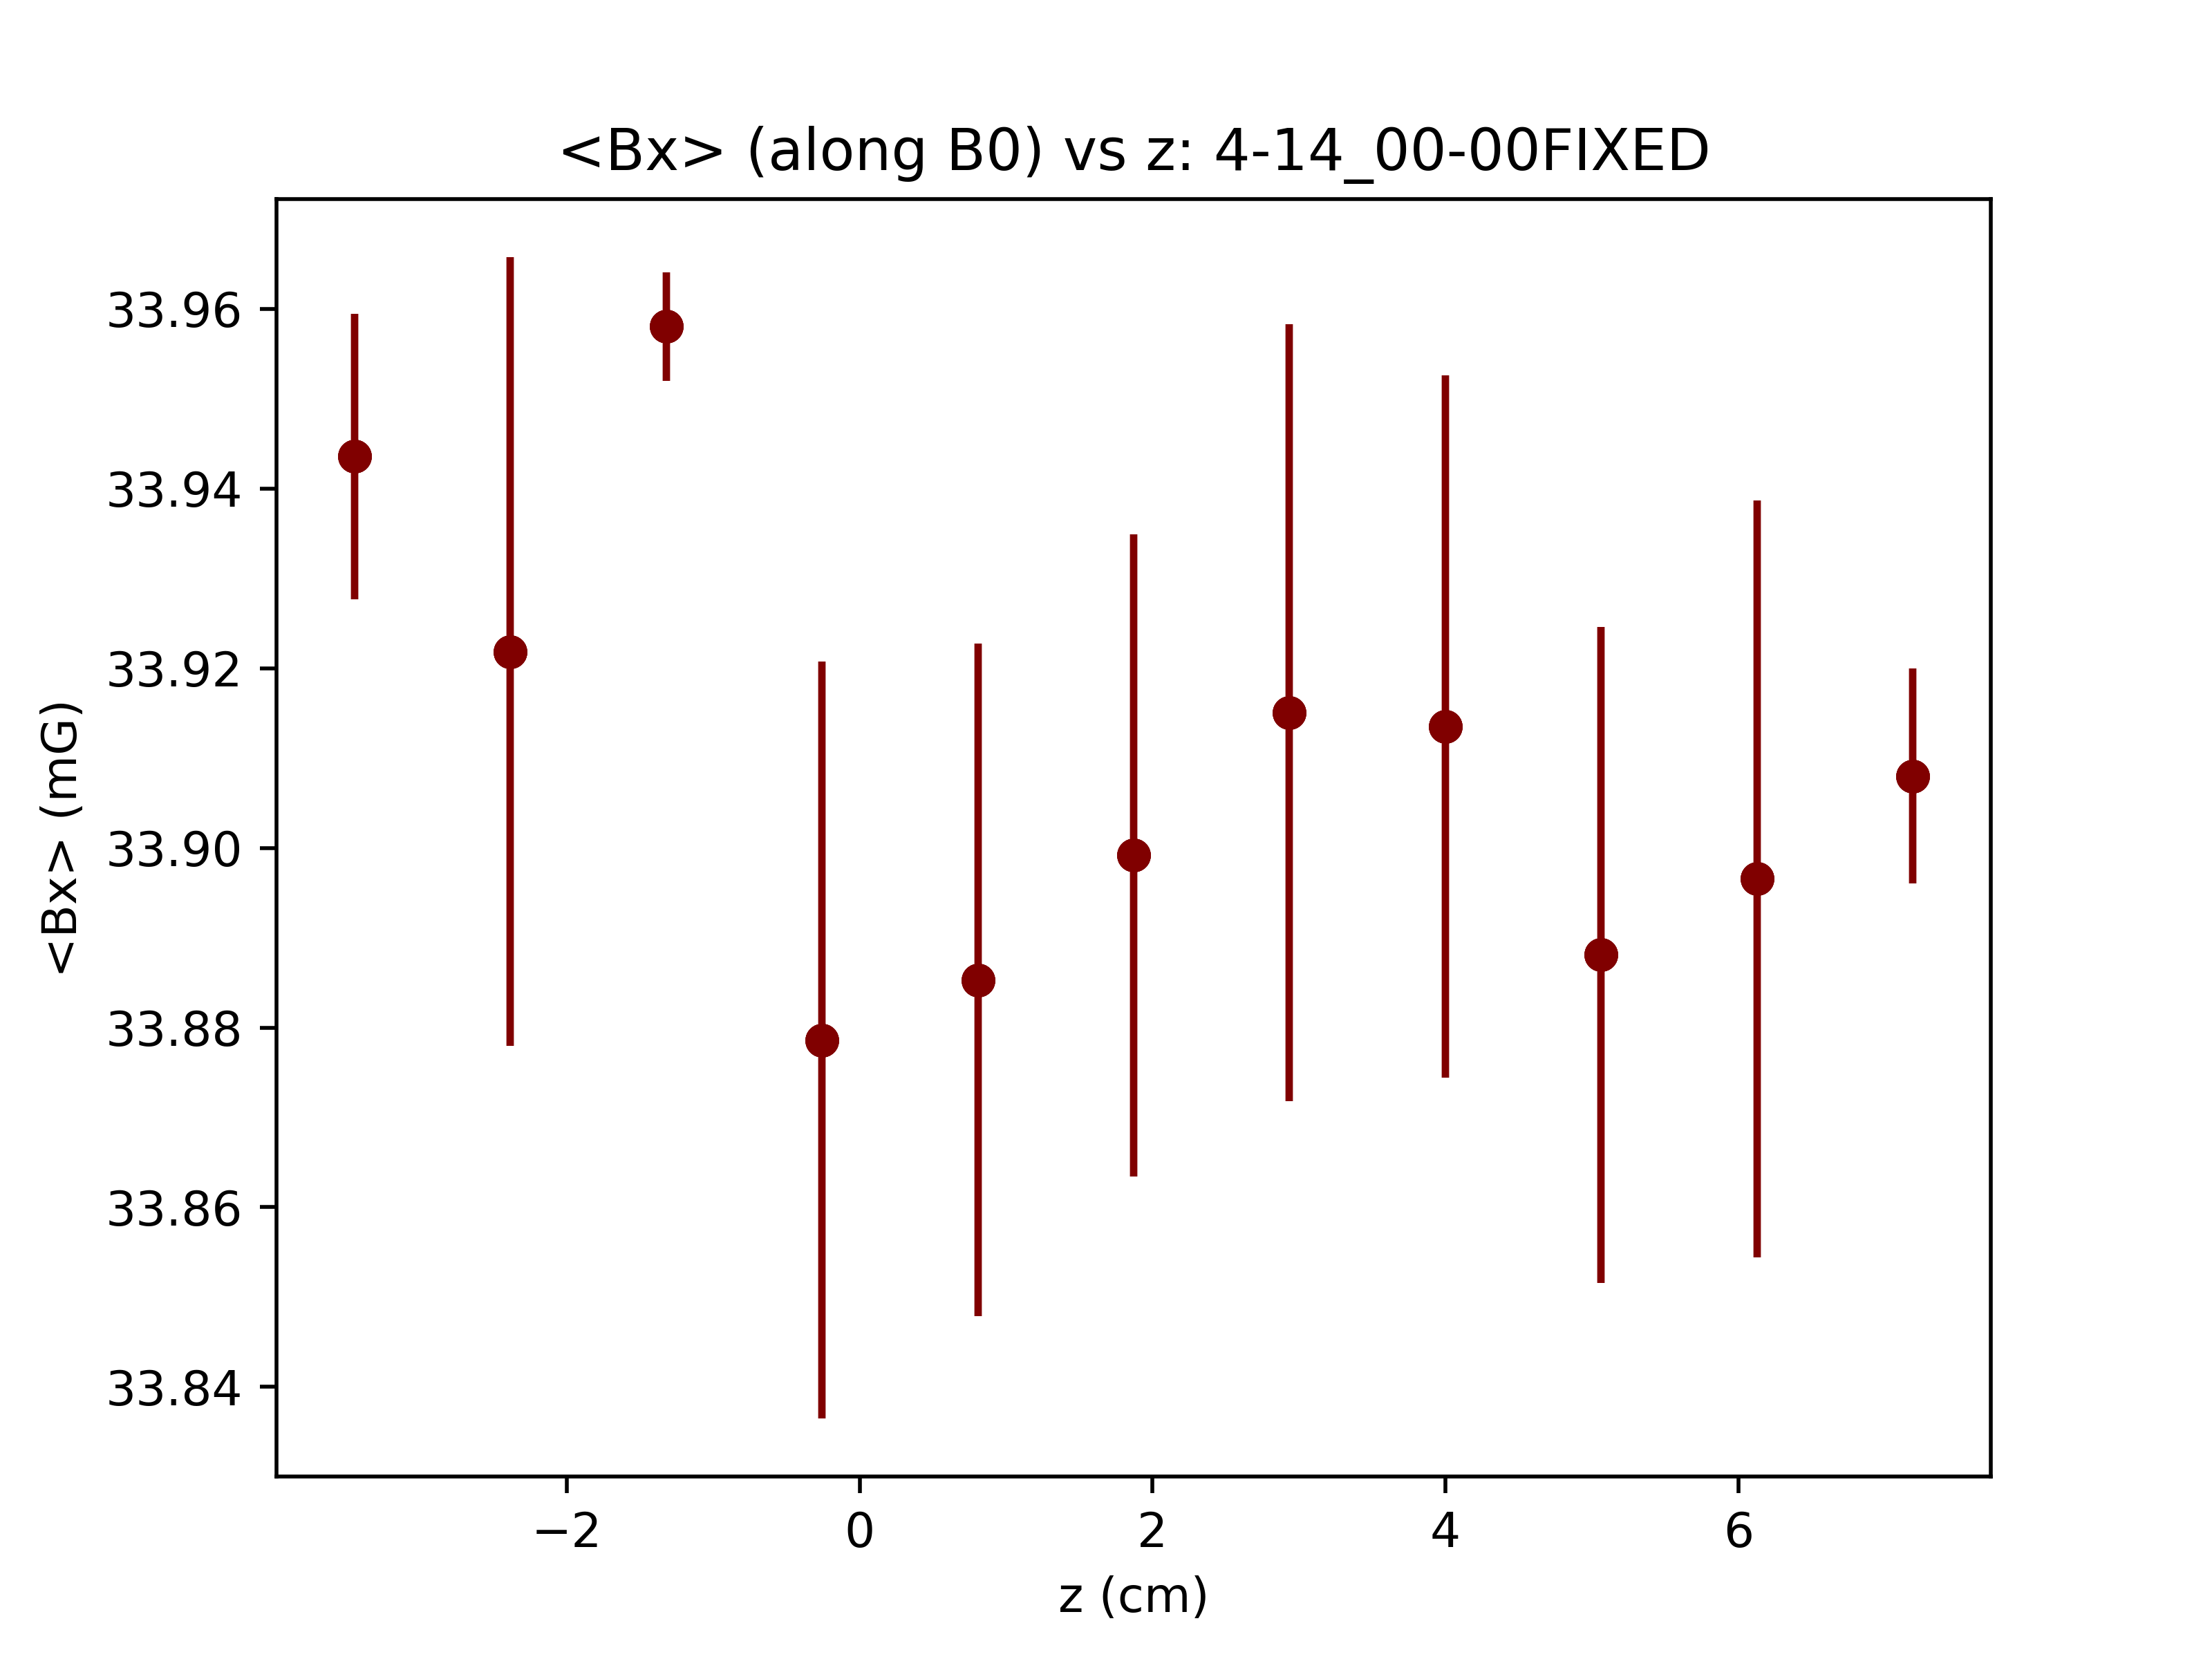 <Bx> (along B0) vs z: 4-14_00-00FIXED
<Bx> (mG)
33.96
33.94
33.92
33.90
33.88
33.86
33.84
−2 0 2 4 6
z (cm)